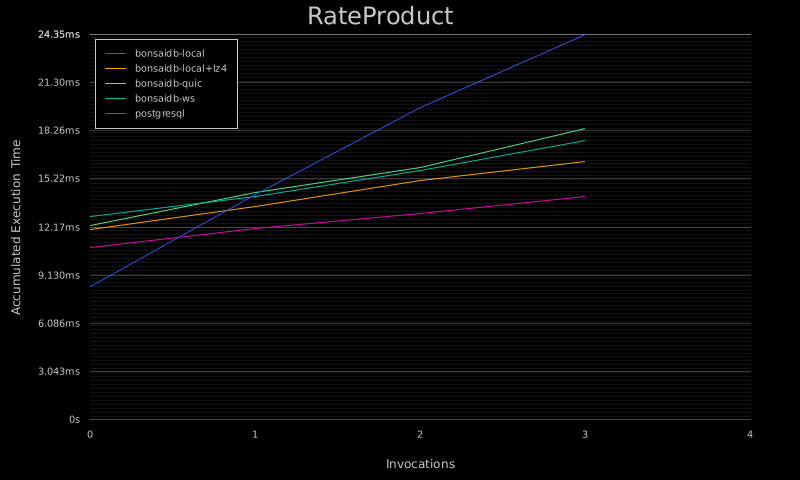 RateProduct
24.35ms
21.30ms
18.26ms
15.22ms
12.17ms
9.130ms
6.086ms
3.043ms
0s
bonsaidb-local
bonsaidb-local+lz4
bonsaidb-quic
bonsaidb-ws
postgresql
Accumulated Execution Time
0 1 2 3 4
Invocations